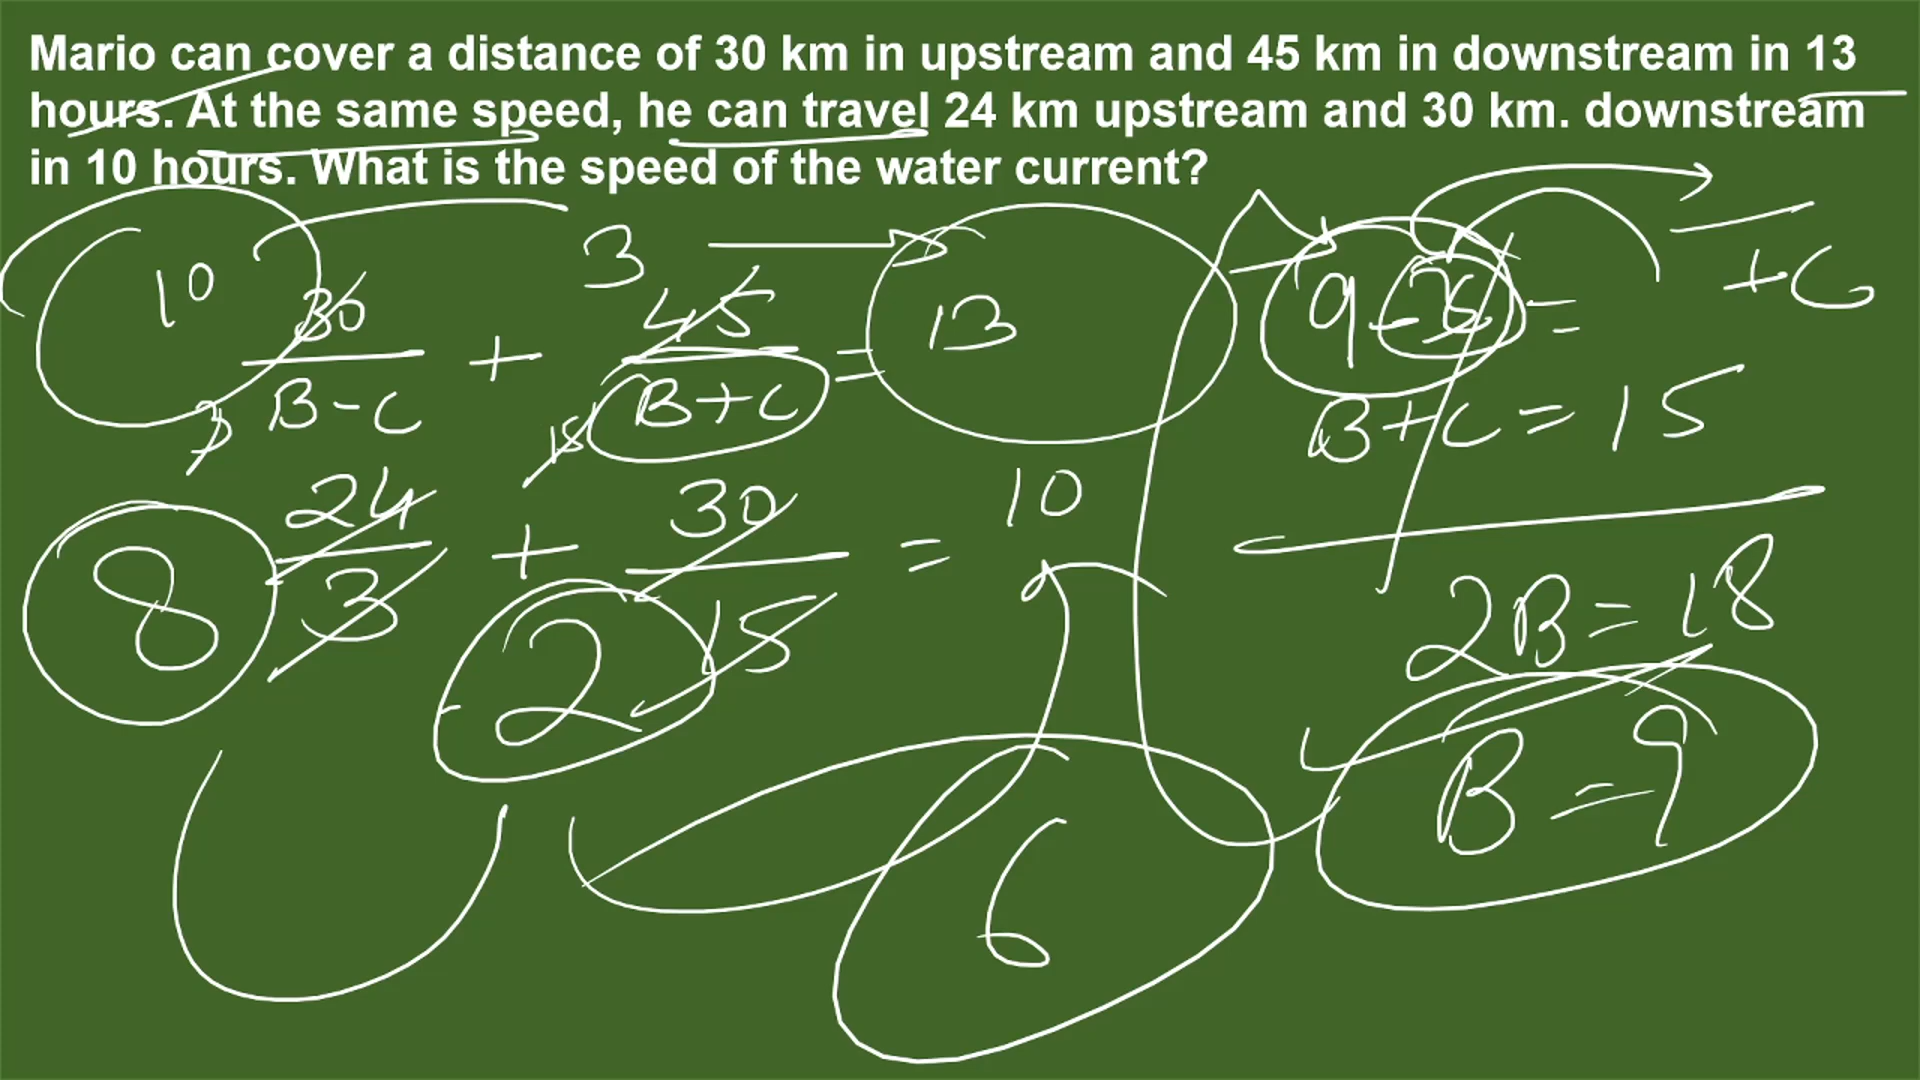 Mario can cover a distance of 30 km in upstream and 45 km in downstream in 13
hours. At the same speed, he can travel 24 km upstream and 30 km. downstream
in 10 hours. What is the speed of the water current?
10 30 / B-C + 3 45 / B+C = 13
3 15
8 24 / 3 + 2 30 / 15 = 10
6
9 - =
+6
B+C = 15
2B = 18
B = 9